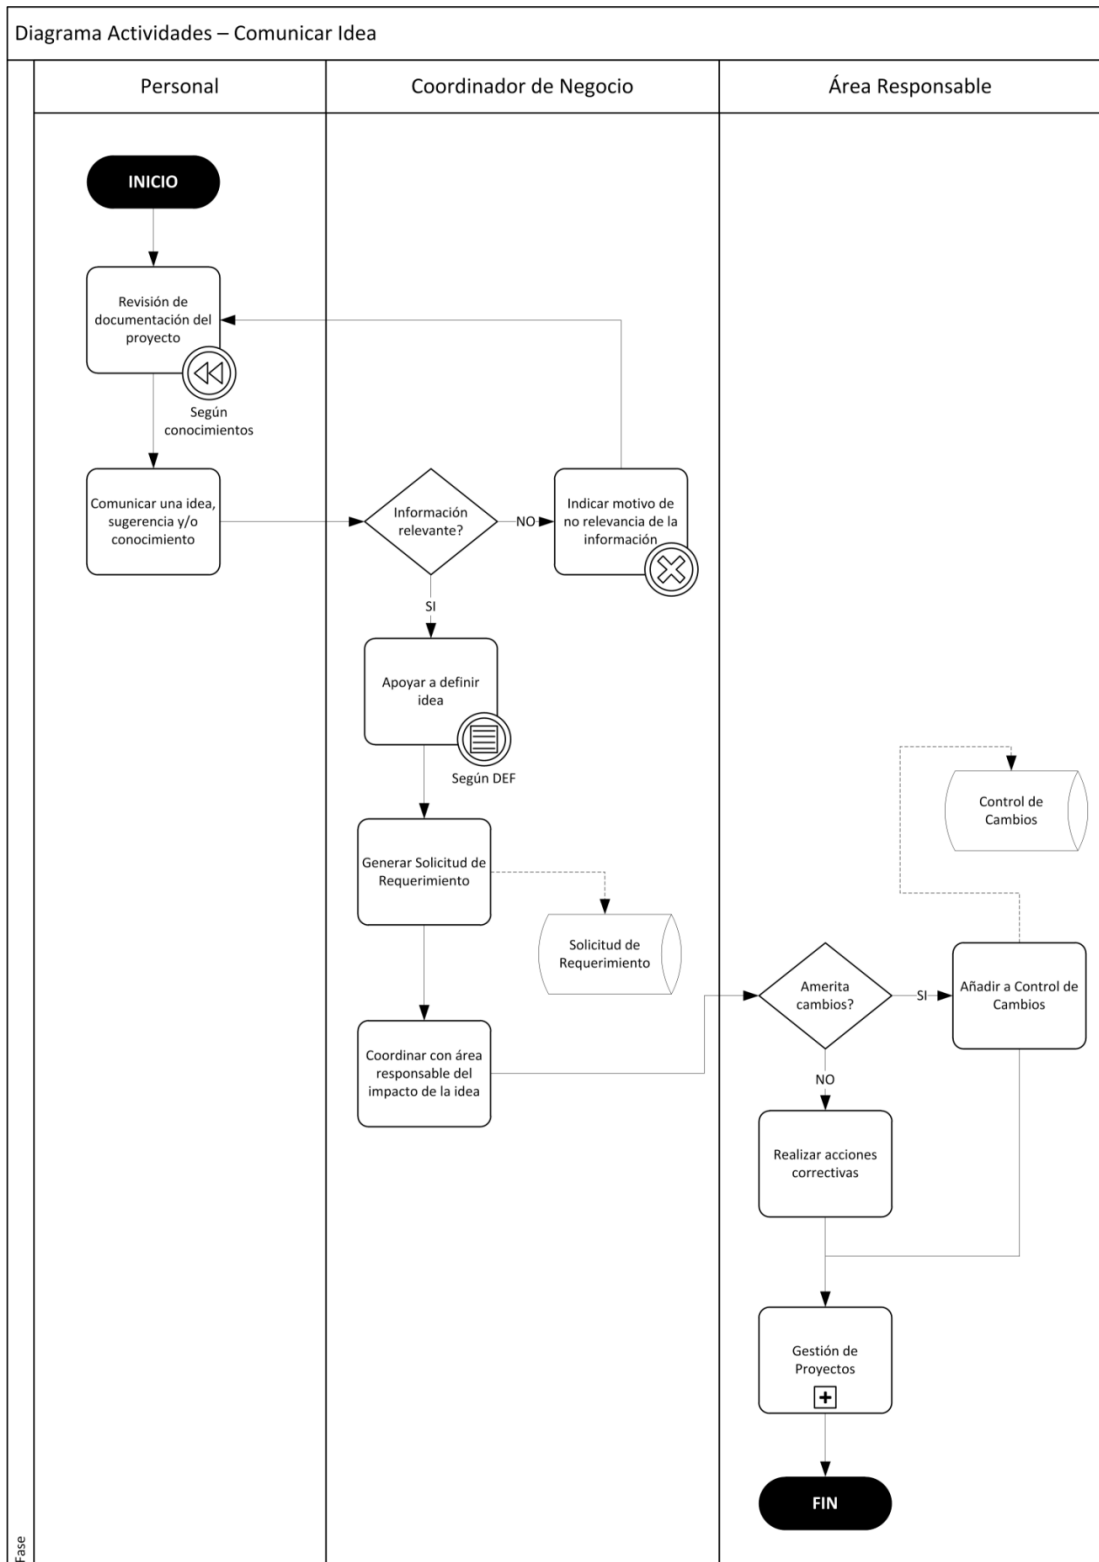 Diagrama Actividades – Comunicar Idea
Personal
Coordinador de Negocio
Área Responsable
INICIO
Revisión de
documentación del
proyecto
Según
conocimientos
Comunicar una idea,
sugerencia y/o
conocimiento
Información
relevante?
NO
Indicar motivo de
no relevancia de la
información
SI
Apoyar a definir
idea
Según DEF
Generar Solicitud de
Requerimiento
Solicitud de
Requerimiento
Coordinar con área
responsable del
impacto de la idea
Control de
Cambios
Amerita
cambios?
SI
Añadir a Control de
Cambios
NO
Realizar acciones
correctivas
Gestión de
Proyectos
FIN
Fase